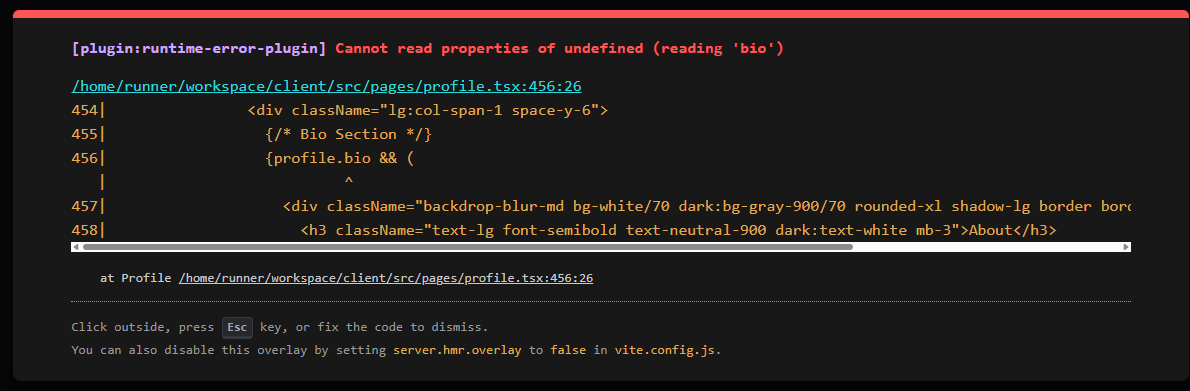 [plugin:runtime-error-plugin] Cannot read properties of undefined (reading 'bio')
/home/runner/workspace/client/src/pages/profile.tsx:456:26
454|                <div className="lg:col-span-1 space-y-6">
455|                  {/* Bio Section */}
456|                  {profile.bio && (
   |                           ^
457|                    <div className="backdrop-blur-md bg-white/70 dark:bg-gray-900/70 rounded-xl shadow-lg border
458|                      <h3 className="text-lg font-semibold text-neutral-900 dark:text-white mb-3">About</h3>
at Profile /home/runner/workspace/client/src/pages/profile.tsx:456:26
Click outside, press Esc key, or fix the code to dismiss.
You can also disable this overlay by setting server.hmr.overlay to false in vite.config.js.